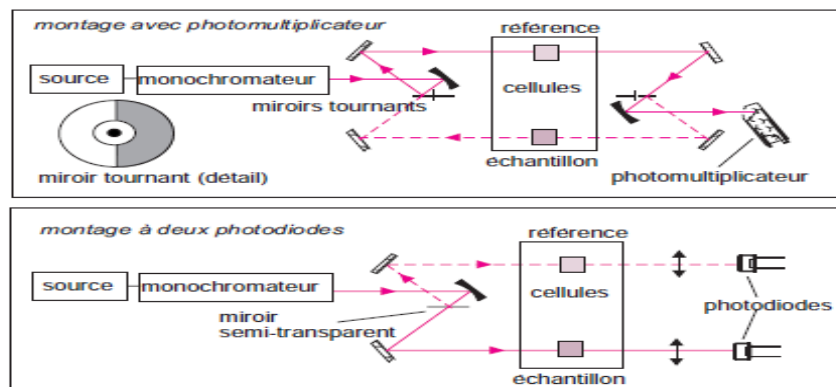 montage avec photomultiplicateur
référence
source
monochromateur
cellules
miroirs tournants
échantillon
miroir tournant (détail)
photomultiplicateur
montage à deux photodiodes
référence
source
monochromateur
cellules
photodiodes
miroir
semi-transparent
échantillon